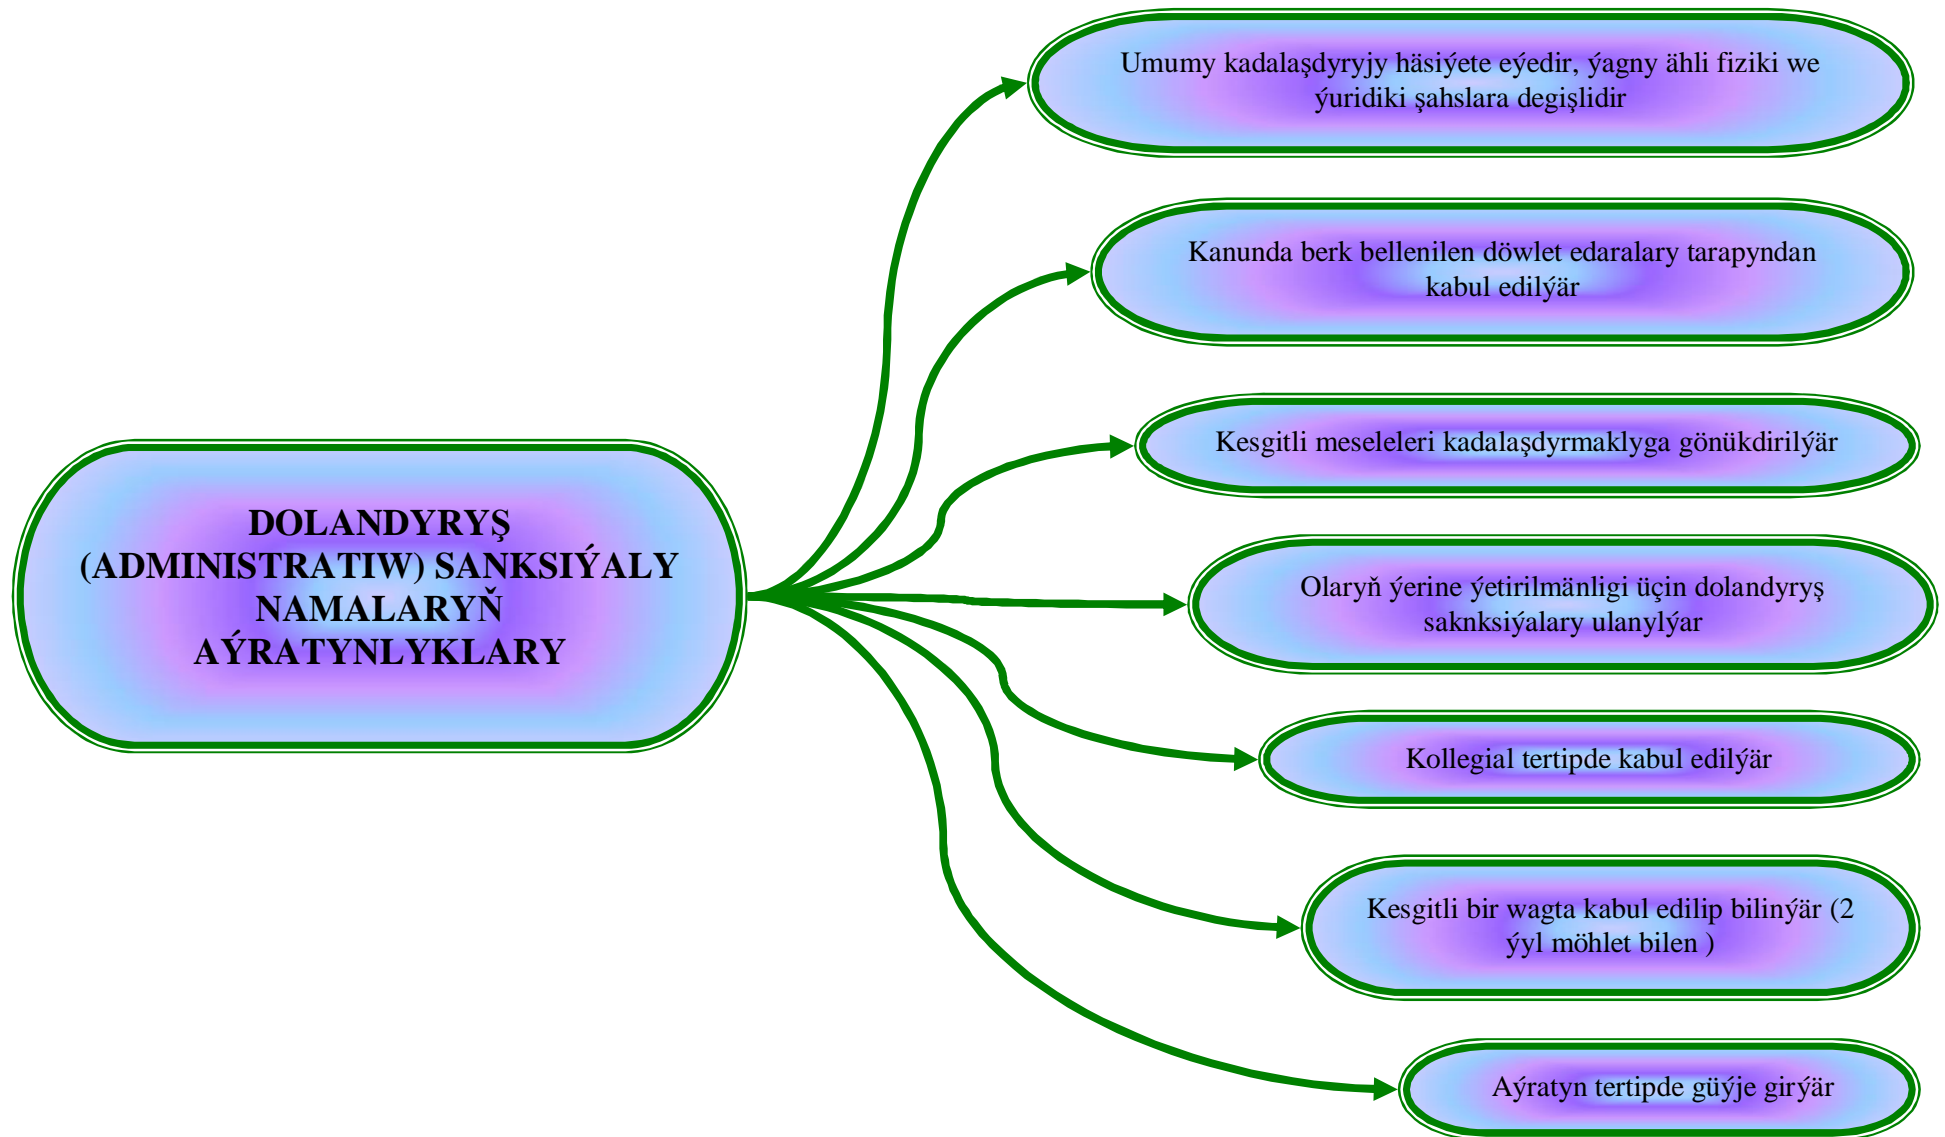 DOLANDYRYŞ
(ADMINISTRATIW) SANKSIÝALY
NAMALARYŇ
AÝRATYNLYKLARY
Umumy kadalaşdyryjy häsiýete eýedir, ýagny ähli fiziki we
ýuridiki şahslara degişlidir
Kanunda berk bellenilen döwlet edaralary tarapyndan
kabul edilýär
Kesgitli meseleleri kadalaşdyrmaklyga gönükdirilýär
Olaryň ýerine ýetirilmänligi üçin dolandyryş
saknksiýalary ulanylýar
Kollegial tertipde kabul edilýär
Kesgitli bir wagta kabul edilip bilinýär (2
ýyl möhlet bilen )
Aýratyn tertipde güýje girýär